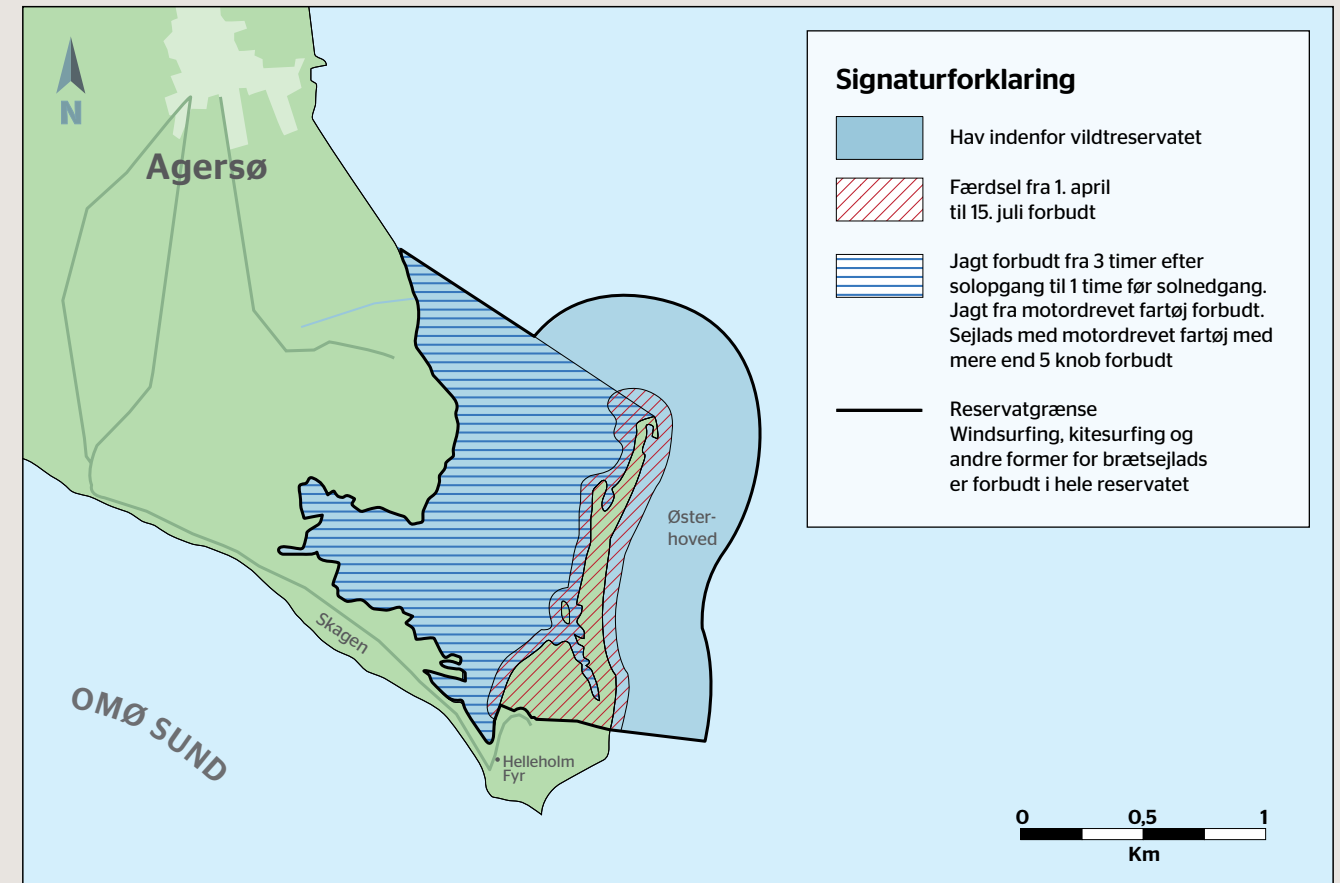 N
Agersø
Øster-
hoved
Skagen
OMØ SUND
Helleholm
Fyr
Signaturforklaring
Hav indenfor vildtreservatet
Færdsel fra 1. april
til 15. juli forbudt
Jagt forbudt fra 3 timer efter
solopgang til 1 time før solnedgang.
Jagt fra motordrevet fartøj forbudt.
Sejlads med motordrevet fartøj med
mere end 5 knob forbudt
Reservatgrænse
Windsurfing, kitesurfing og
andre former for brætsejlads
er forbudt i hele reservatet
0 0,5 1
Km